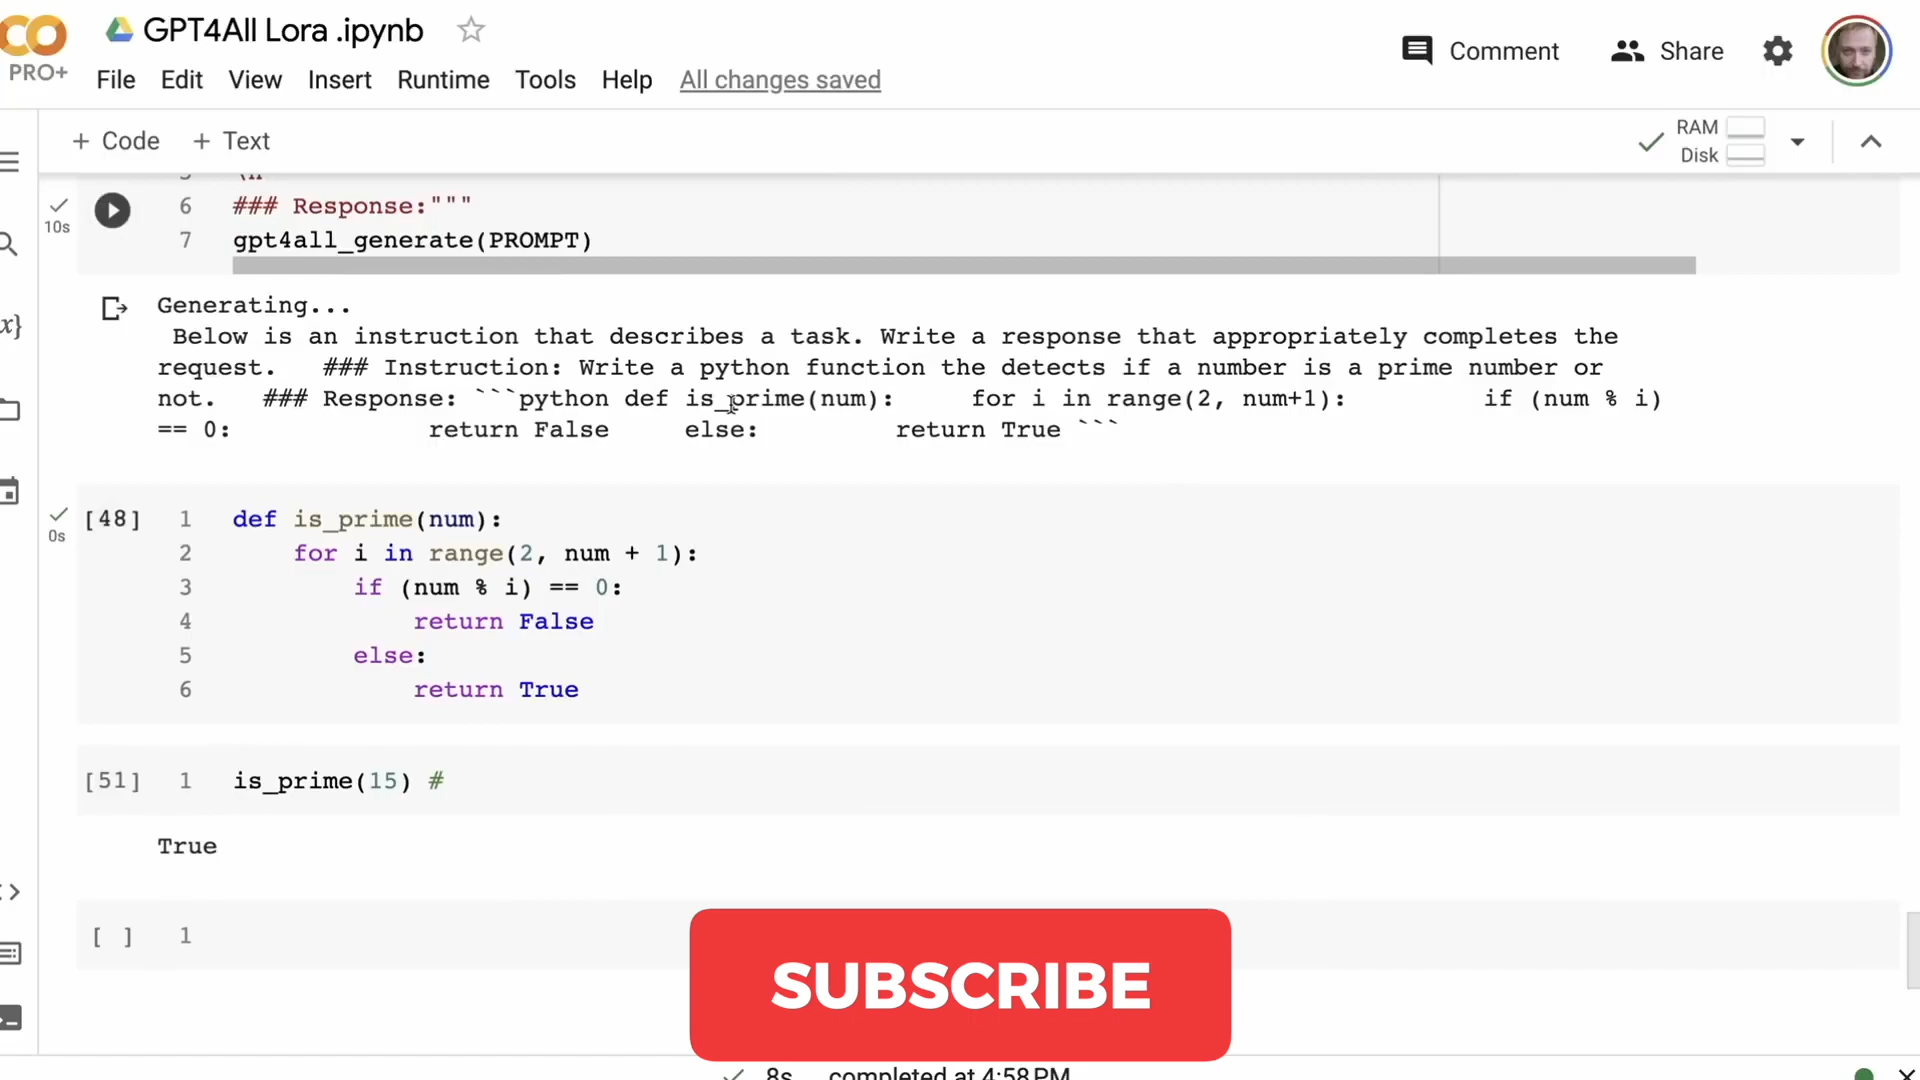 GPT4All Lora .ipynb
Comment
Share
PRO+
File Edit View Insert Runtime Tools Help All changes saved
+ Code + Text
RAM
Disk
10s
6 ### Response:"""
7 gpt4all_generate(PROMPT)
Generating...
Below is an instruction that describes a task. Write a response that appropriately completes the
request. ### Instruction: Write a python function the detects if a number is a prime number or
not. ### Response: ```python def is_prime(num): for i in range(2, num+1): if (num % i)
== 0: return False else: return True ```
0s
[48] 1 def is_prime(num):
2 for i in range(2, num + 1):
3 if (num % i) == 0:
4 return False
5 else:
6 return True
[51] 1 is_prime(15) #
True
[ ] 1
SUBSCRIBE
8s completed at 4:58 PM